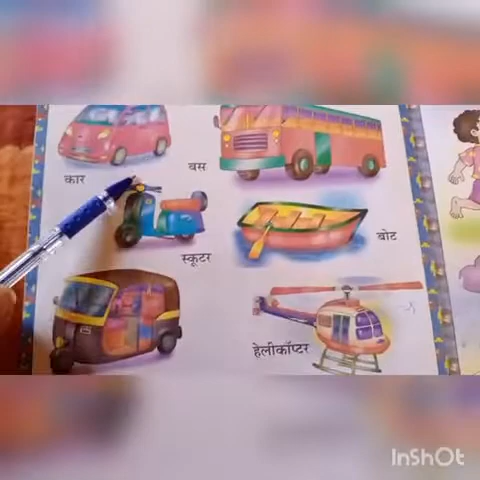 कार
बस
स्कूटर
बोट
हेलीकॉप्टर
InShOt